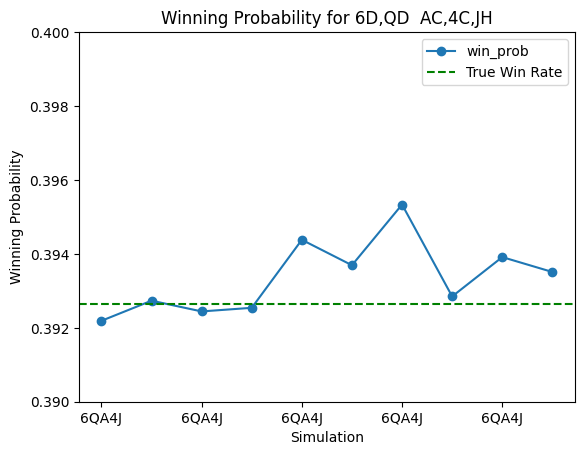 Winning Probability for 6D,QD  AC,4C,JH
win_prob
True Win Rate
Winning Probability
0.400
0.398
0.396
0.394
0.392
0.390
6QA4J 6QA4J 6QA4J 6QA4J 6QA4J
Simulation